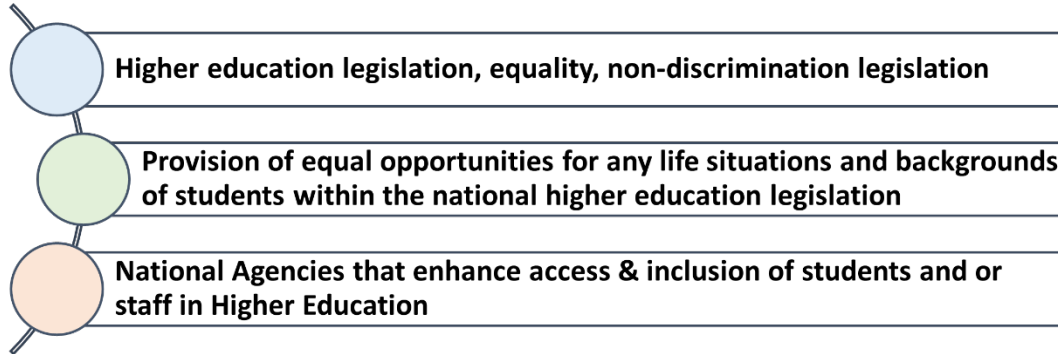 Higher education legislation, equality, non-discrimination legislation
Provision of equal opportunities for any life situations and backgrounds
of students within the national higher education legislation
National Agencies that enhance access & inclusion of students and or
staff in Higher Education